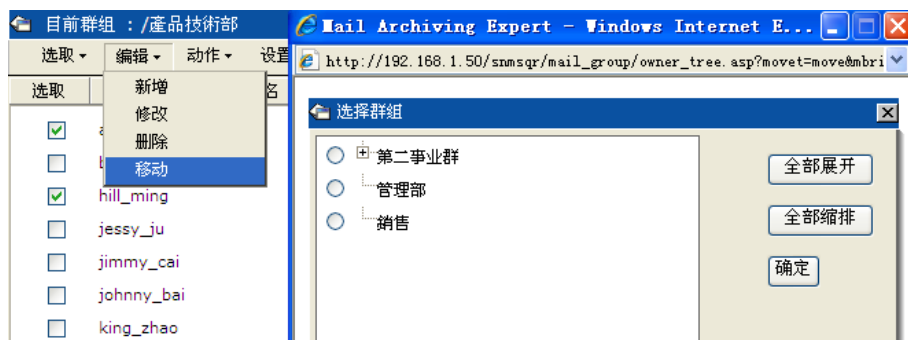 目前群组 ：/產品技術部
选取 编辑 动作 设置
选取 名
新增
修改
删除
移动
hill_ming
jessy_ju
jimmy_cai
johnny_bai
king_zhao
Mail Archiving Expert - Windows Internet E...
http://192.168.1.50/snmsqr/mail_group/owner_tree.asp?movet=move&mbri
选择群组
第二事业群
管理部
銷售
全部展开
全部缩排
确定